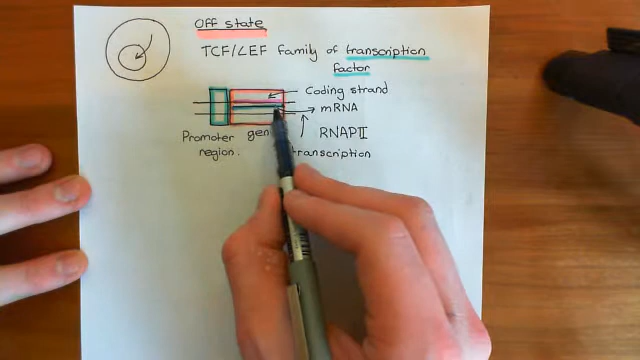 Off state
TCF/LEF family of transcription
factor
Coding strand
mRNA
Promoter RNAPII
region. transcription